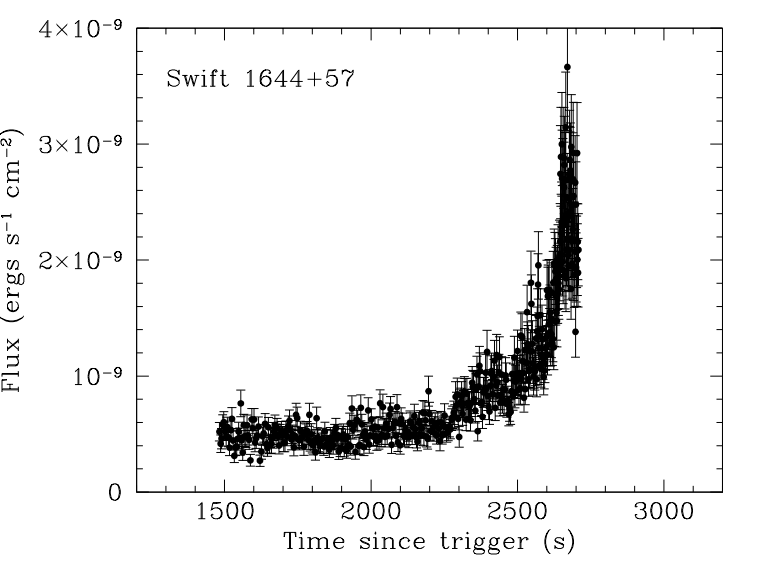 4×10⁻⁹
Swift 1644+57
3×10⁻⁹
2×10⁻⁹
10⁻⁹
0
Flux (ergs s⁻¹ cm⁻²)
1500 2000 2500 3000
Time since trigger (s)